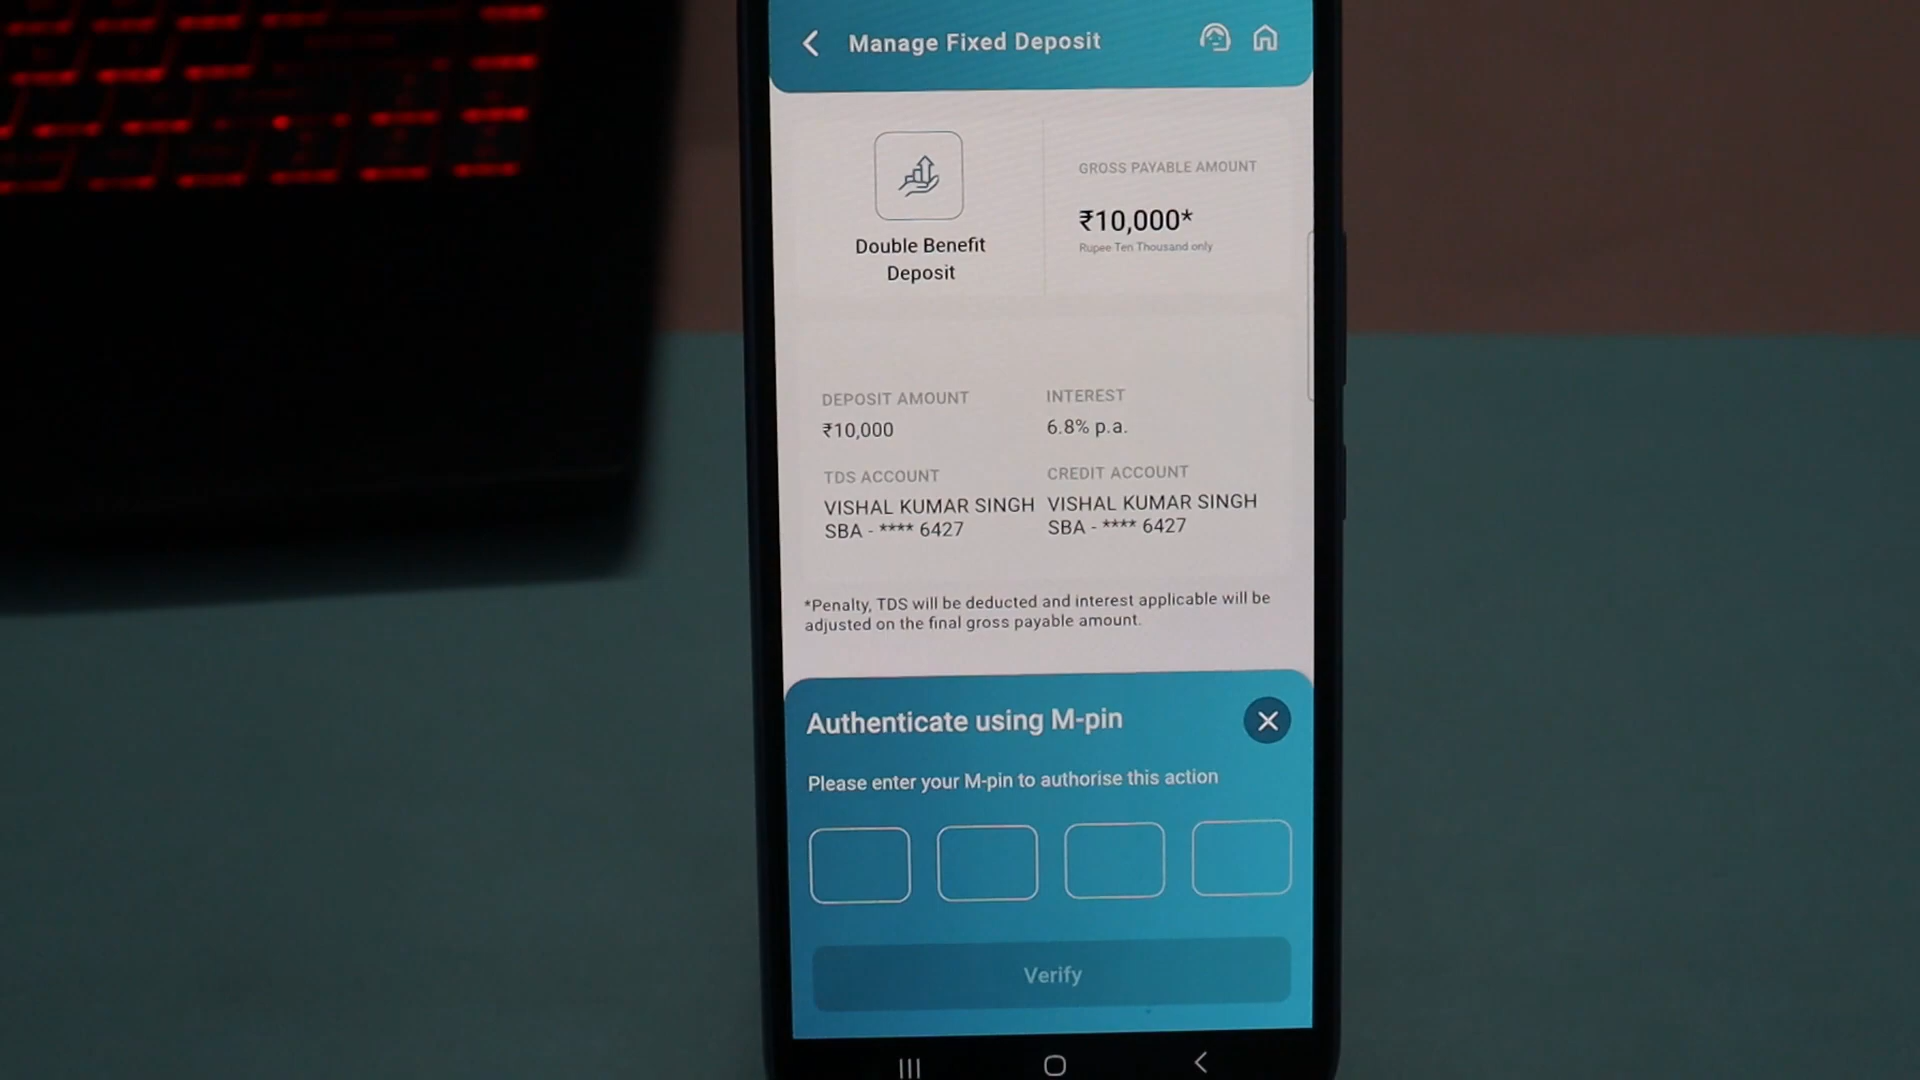 Manage Fixed Deposit
GROSS PAYABLE AMOUNT
₹10,000*
Rupee Ten Thousand only
Double Benefit
Deposit
DEPOSIT AMOUNT
₹10,000
INTEREST
6.8% p.a.
TDS ACCOUNT
VISHAL KUMAR SINGH
SBA - **** 6427
CREDIT ACCOUNT
VISHAL KUMAR SINGH
SBA - **** 6427
*Penalty, TDS will be deducted and interest applicable will be
adjusted on the final gross payable amount.
Authenticate using M-pin
Please enter your M-pin to authorise this action
Verify